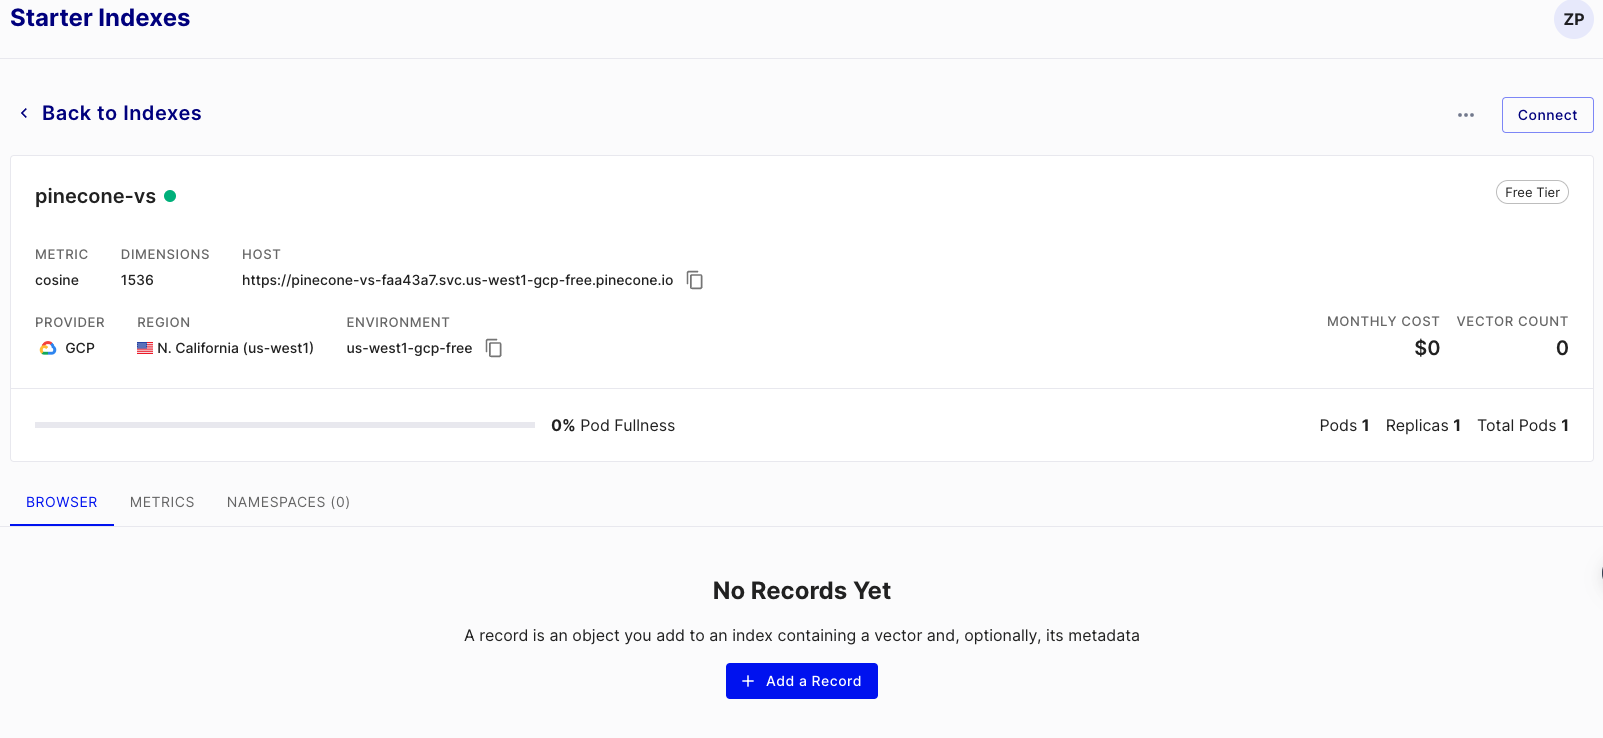 Starter Indexes
ZP
Back to Indexes
Connect
pinecone-vs
Free Tier
METRIC DIMENSIONS HOST
cosine 1536 https://pinecone-vs-faa43a7.svc.us-west1-gcp-free.pinecone.io
PROVIDER REGION ENVIRONMENT MONTHLY COST VECTOR COUNT
GCP N. California (us-west1) us-west1-gcp-free $0 0
0% Pod Fullness Pods 1 Replicas 1 Total Pods 1
BROWSER METRICS NAMESPACES (0)
No Records Yet
A record is an object you add to an index containing a vector and, optionally, its metadata
+ Add a Record